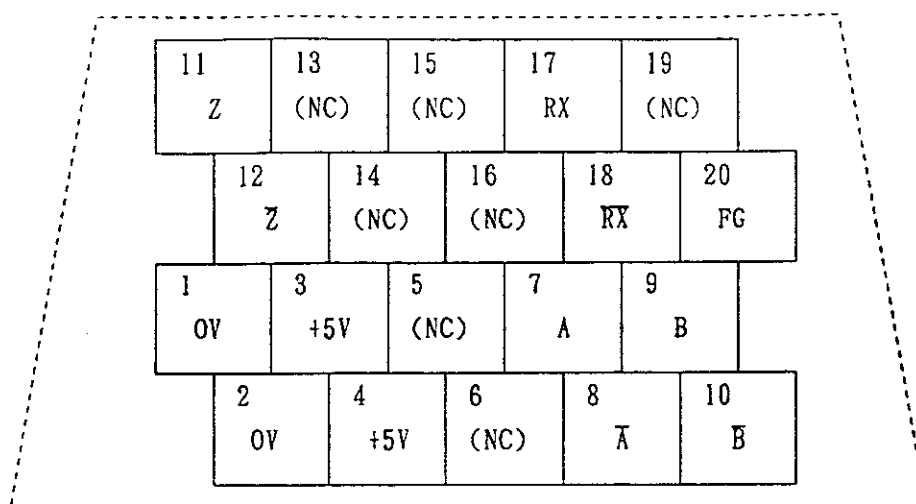 11 13 15 17 19
Z (NC) (NC) RX (NC)
12 14 16 18 20
Z̅ (NC) (NC) R̅X̅ FG
1 3 5 7 9
0V +5V (NC) A B
2 4 6 8 10
0V +5V (NC) A̅ B̅